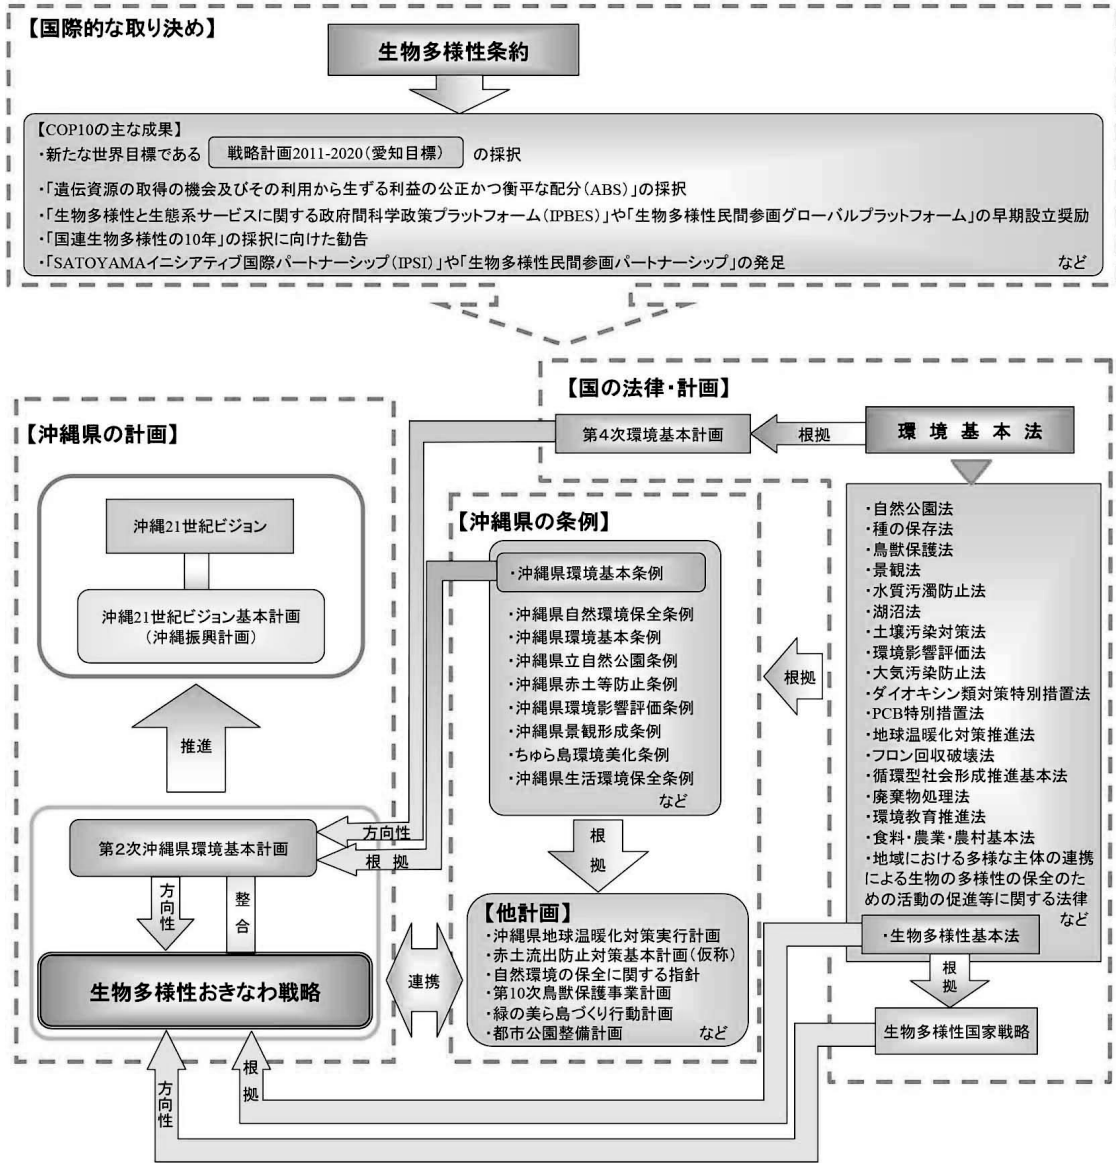 【国際的な取り決め】
生物多様性条約
【COP10の主な成果】
・新たな世界目標である 戦略計画2011-2020(愛知目標) の採択
・「遺伝資源の取得の機会及びその利用から生ずる利益の公正かつ衡平な配分(ABS)」の採択
・「生物多様性と生態系サービスに関する政府間科学政策プラットフォーム(IPBES)」や「生物多様性民間参画グローバルプラットフォーム」の早期設立奨励
・「国連生物多様性の10年」の採択に向けた勧告
・「SATOYAMAイニシアティブ国際パートナーシップ(IPSI)」や「生物多様性民間参画パートナーシップ」の発足 など
【国の法律・計画】
第4次環境基本計画
根拠
環境基本法
・自然公園法
・種の保存法
・鳥獣保護法
・景観法
・水質汚濁防止法
・湖沼法
・土壌汚染対策法
・環境影響評価法
・大気汚染防止法
・ダイオキシン類対策特別措置法
・PCB特別措置法
・地球温暖化対策推進法
・フロン回収破壊法
・循環型社会形成推進基本法
・廃棄物処理法
・環境教育推進法
・食料・農業・農村基本法
・地域における多様な主体の連携
による生物の多様性の保全のた
めの活動の促進等に関する法律
など
・生物多様性基本法
根拠
生物多様性国家戦略
根拠
【沖縄県の条例】
・沖縄県環境基本条例
・沖縄県自然環境保全条例
・沖縄県環境基本条例
・沖縄県立自然公園条例
・沖縄県赤土等防止条例
・沖縄県環境影響評価条例
・沖縄県景観形成条例
・ちゅら島環境美化条例
・沖縄県生活環境保全条例
など
根拠
【他計画】
・沖縄県地球温暖化対策実行計画
・赤土流出防止対策基本計画(仮称)
・自然環境の保全に関する指針
・第10次鳥獣保護事業計画
・緑の美ら島づくり行動計画
・都市公園整備計画 など
【沖縄県の計画】
沖縄21世紀ビジョン
沖縄21世紀ビジョン基本計画
(沖縄振興計画)
推進
第2次沖縄県環境基本計画
方向性
根拠
方向性
整合
生物多様性おきなわ戦略
連携
方向性
根拠